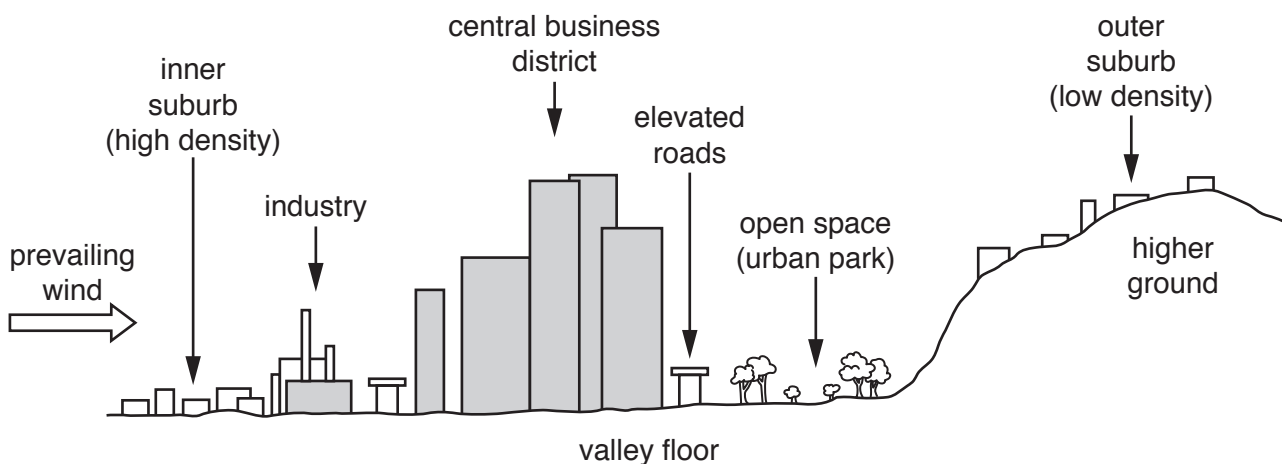 prevailing
wind
inner
suburb
(high density)
industry
central business
district
elevated
roads
open space
(urban park)
outer
suburb
(low density)
higher
ground
valley floor